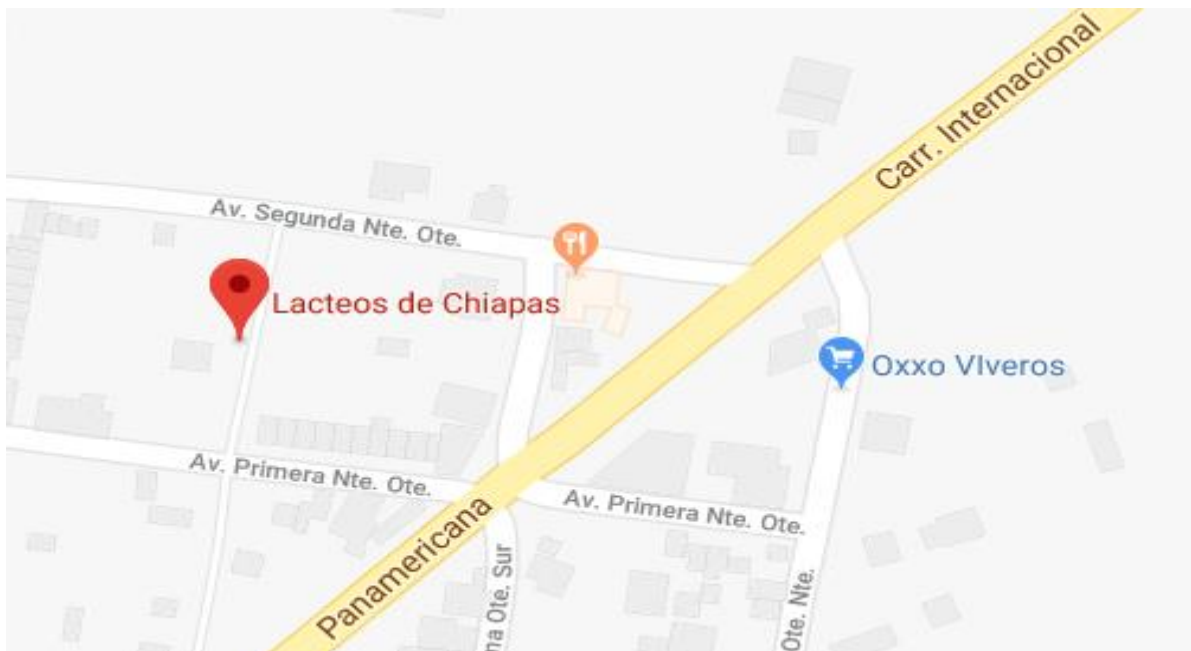 Carr. Internacional
Av. Segunda Nte. Ote.
Lacteos de Chiapas
Oxxo VIveros
Av. Primera Nte. Ote.
Av. Primera Nte. Ote.
Panamericana
na Ote. Sur
Ote. Nte.